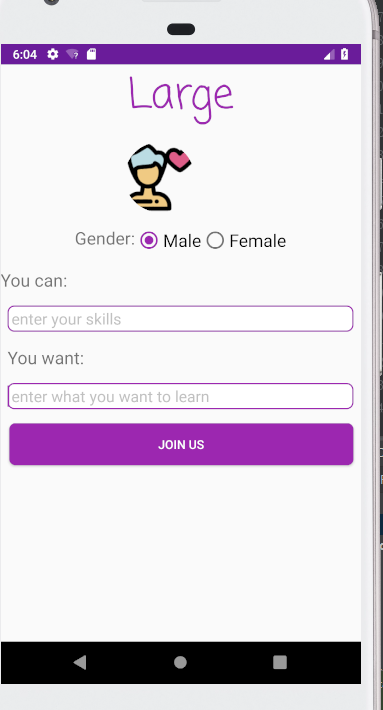 6:04
Large
Gender: Male Female
You can:
enter your skills
You want:
enter what you want to learn
JOIN US